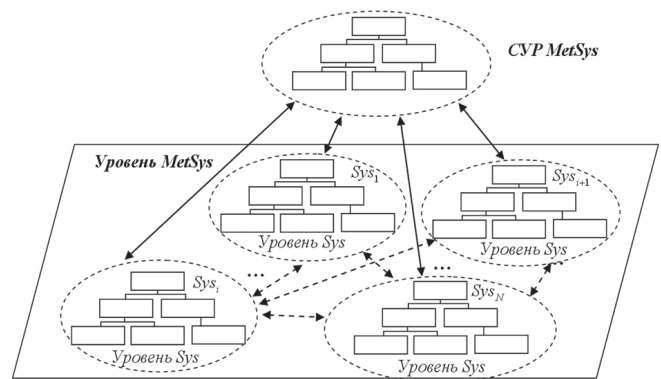 СУР MetSys
Уровень MetSys
Sys1
Уровень Sys
Sysi+1
Уровень Sys
...
...
Sysi
Уровень Sys
SysN
Уровень Sys